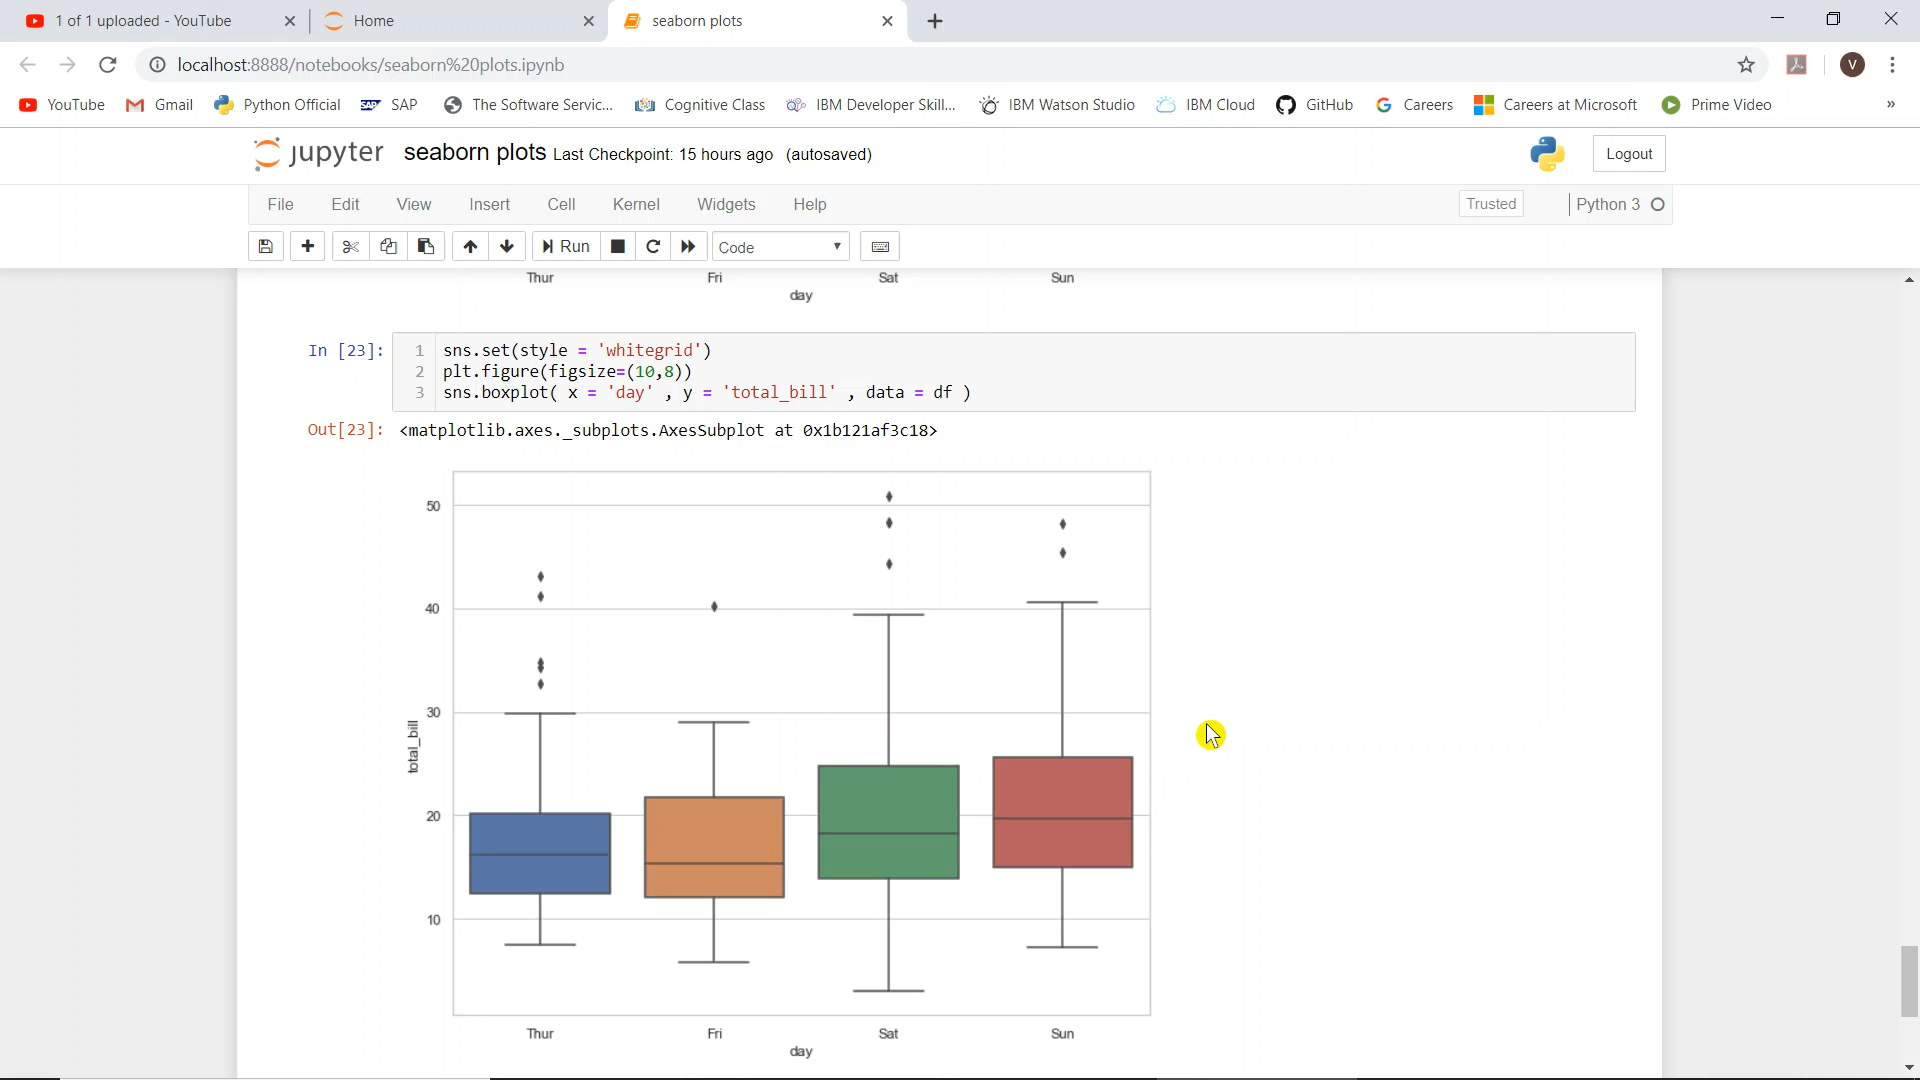 1 of 1 uploaded - YouTube
Home
seaborn plots
localhost:8888/notebooks/seaborn%20plots.ipynb
V
YouTube
Gmail
Python Official
SAP SAP
The Software Servic...
Cognitive Class
IBM Developer Skill...
IBM Watson Studio
IBM Cloud
GitHub
Careers
Careers at Microsoft
Prime Video
»
jupyter seaborn plots Last Checkpoint: 15 hours ago (autosaved)
Logout
File Edit View Insert Cell Kernel Widgets Help
Trusted
Python 3
Run
Code
Thur Fri Sat Sun
day
In [23]:
1 sns.set(style = 'whitegrid')
2 plt.figure(figsize=(10,8))
3 sns.boxplot( x = 'day' , y = 'total_bill' , data = df )
Out[23]: <matplotlib.axes._subplots.AxesSubplot at 0x1b121af3c18>
50
40
30
total_bill
20
10
Thur Fri Sat Sun
day